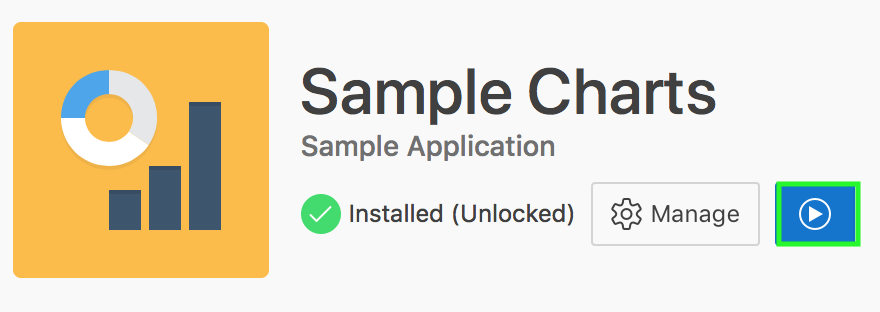 Sample Charts
Sample Application
Installed (Unlocked) Manage